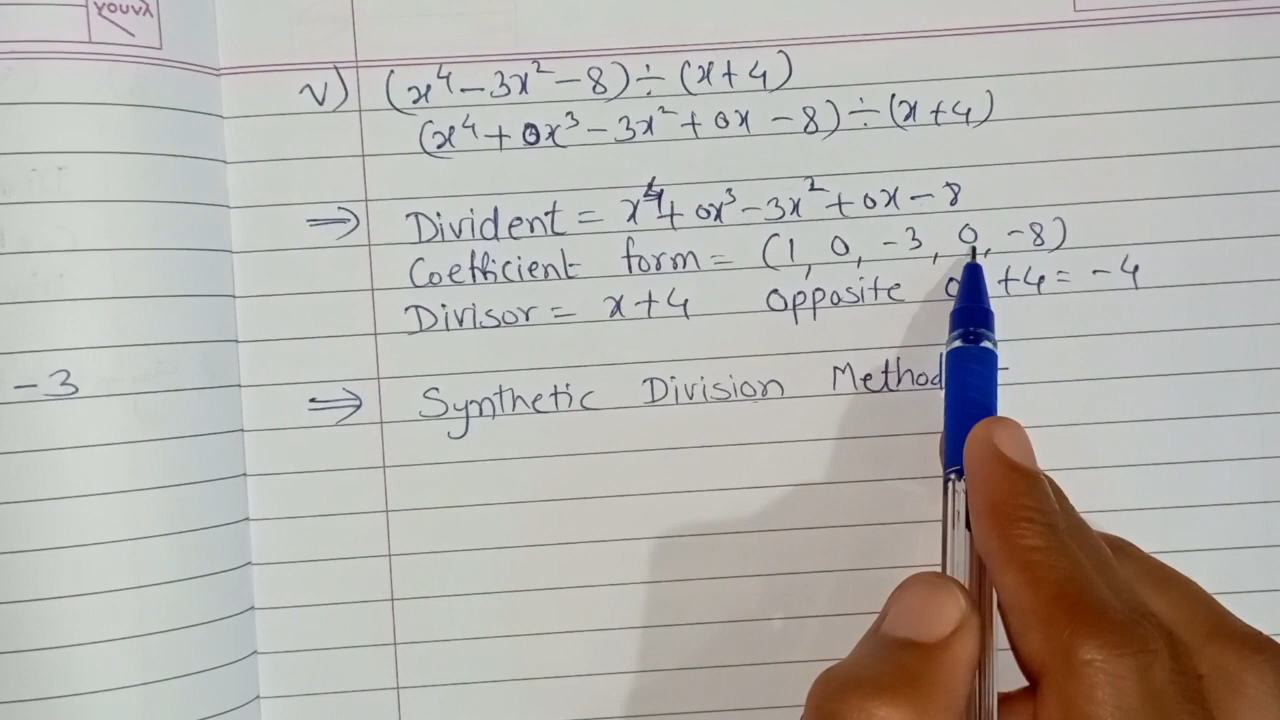 youva
v) (x⁴ - 3x² - 8) ÷ (x + 4)
(x⁴ + 0x³ - 3x² + 0x - 8) ÷ (x + 4)
⇒ Divident = x⁴ + 0x³ - 3x² + 0x - 8
Coefficient form = (1, 0, -3, 0, -8)
Divisor = x + 4 Opposite +4 = -4
-3
⇒ Synthetic Division Method